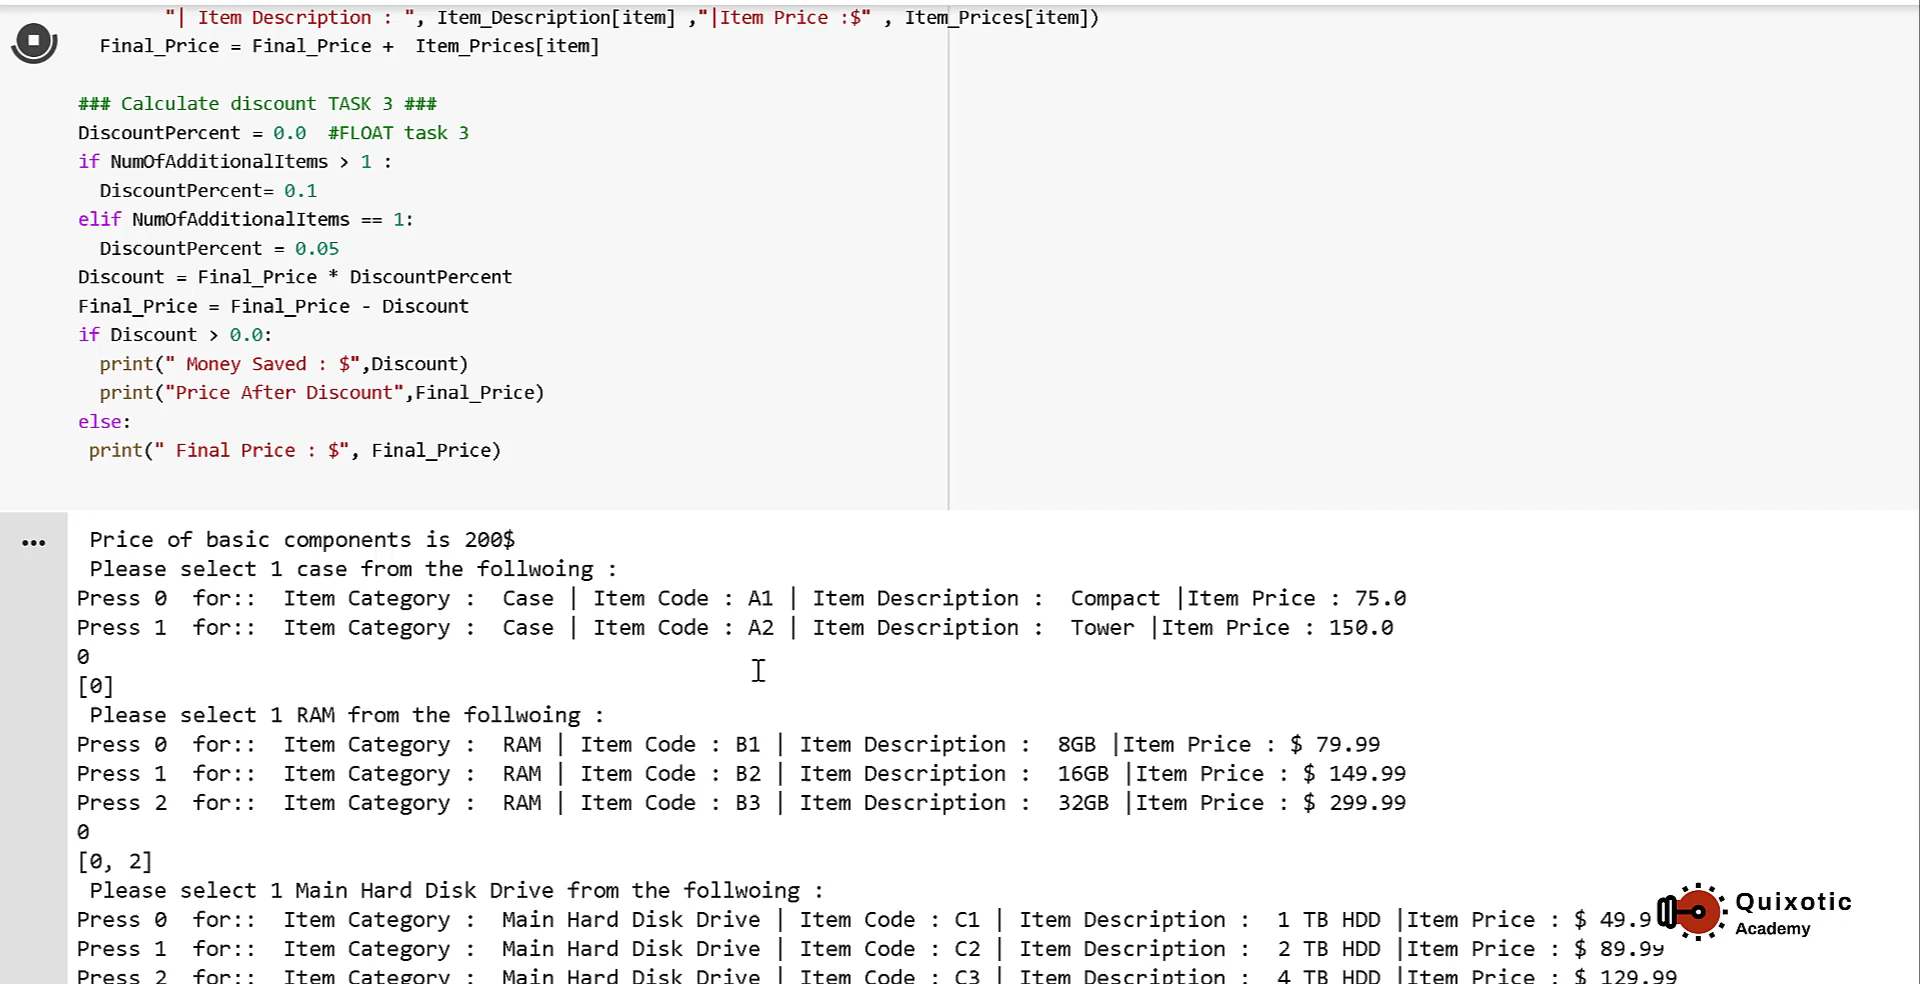 "| Item Description : ", Item_Description[item] ,"|Item Price :$" , Item_Prices[item])
Final_Price = Final_Price +  Item_Prices[item]
### Calculate discount TASK 3 ###
DiscountPercent = 0.0  #FLOAT task 3
if NumOfAdditionalItems > 1 :
DiscountPercent= 0.1
elif NumOfAdditionalItems == 1:
DiscountPercent = 0.05
Discount = Final_Price * DiscountPercent
Final_Price = Final_Price - Discount
if Discount > 0.0:
print(" Money Saved : $",Discount)
print("Price After Discount",Final_Price)
else:
print(" Final Price : $", Final_Price)
Price of basic components is 200$
Please select 1 case from the follwoing :
Press 0  for::  Item Category :  Case | Item Code : A1 | Item Description :  Compact |Item Price : 75.0
Press 1  for::  Item Category :  Case | Item Code : A2 | Item Description :  Tower |Item Price : 150.0
0
[0]
Please select 1 RAM from the follwoing :
Press 0  for::  Item Category :  RAM | Item Code : B1 | Item Description :  8GB |Item Price : $ 79.99
Press 1  for::  Item Category :  RAM | Item Code : B2 | Item Description :  16GB |Item Price : $ 149.99
Press 2  for::  Item Category :  RAM | Item Code : B3 | Item Description :  32GB |Item Price : $ 299.99
0
[0, 2]
Please select 1 Main Hard Disk Drive from the follwoing :
Press 0  for::  Item Category :  Main Hard Disk Drive | Item Code : C1 | Item Description :  1 TB HDD |Item Price : $ 49.9
Press 1  for::  Item Category :  Main Hard Disk Drive | Item Code : C2 | Item Description :  2 TB HDD |Item Price : $ 89.99
Press 2  for::  Item Category :  Main Hard Disk Drive | Item Code : C3 | Item Description :  4 TB HDD |Item Price : $ 129.99
Quixotic
Academy